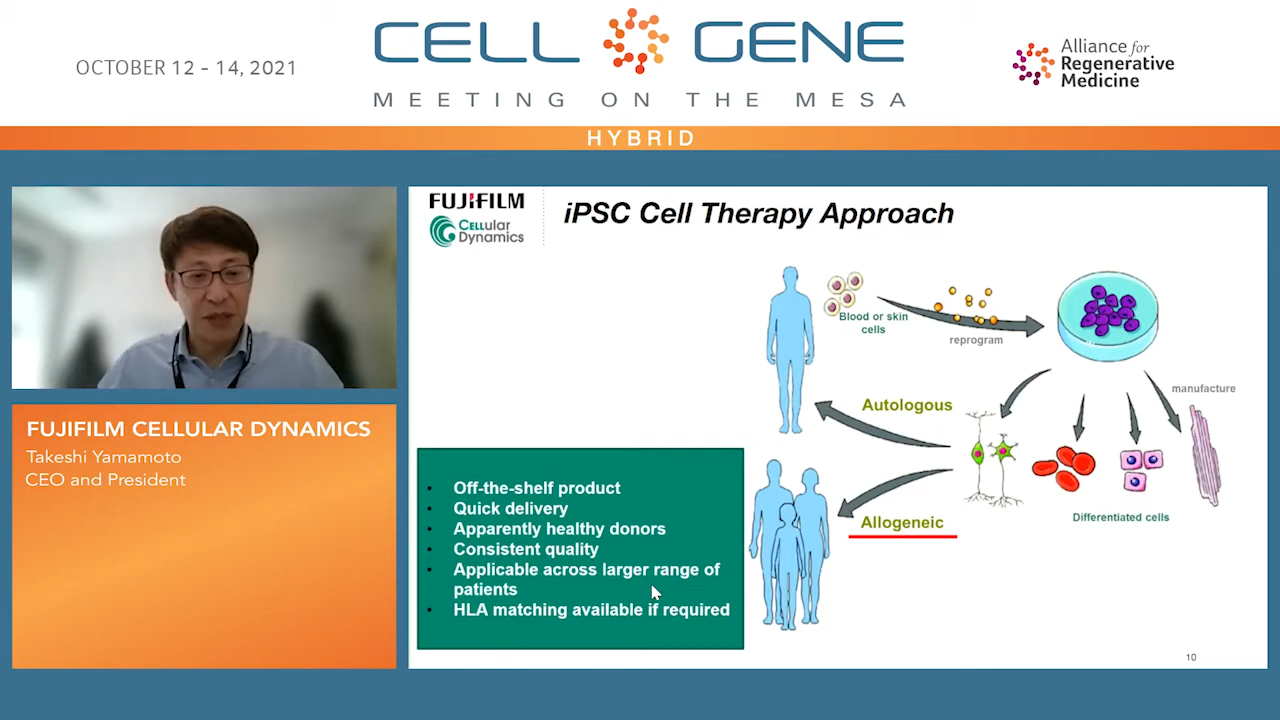 OCTOBER 12 - 14, 2021
CELL GENE
MEETING ON THE MESA
Alliance for
Regenerative
Medicine
HYBRID
FUJIFILM
CELLular
Dynamics
iPSC Cell Therapy Approach
Blood or skin
cells
reprogram
manufacture
Autologous
Allogeneic
Differentiated cells
• Off-the-shelf product
• Quick delivery
• Apparently healthy donors
• Consistent quality
• Applicable across larger range of
patients
• HLA matching available if required
10
FUJIFILM CELLULAR DYNAMICS
Takeshi Yamamoto
CEO and President